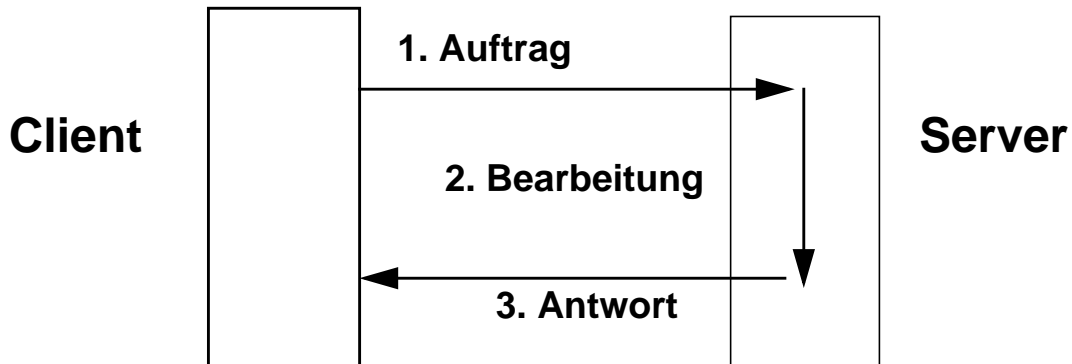 1. Auftrag
Client
Server
2. Bearbeitung
3. Antwort